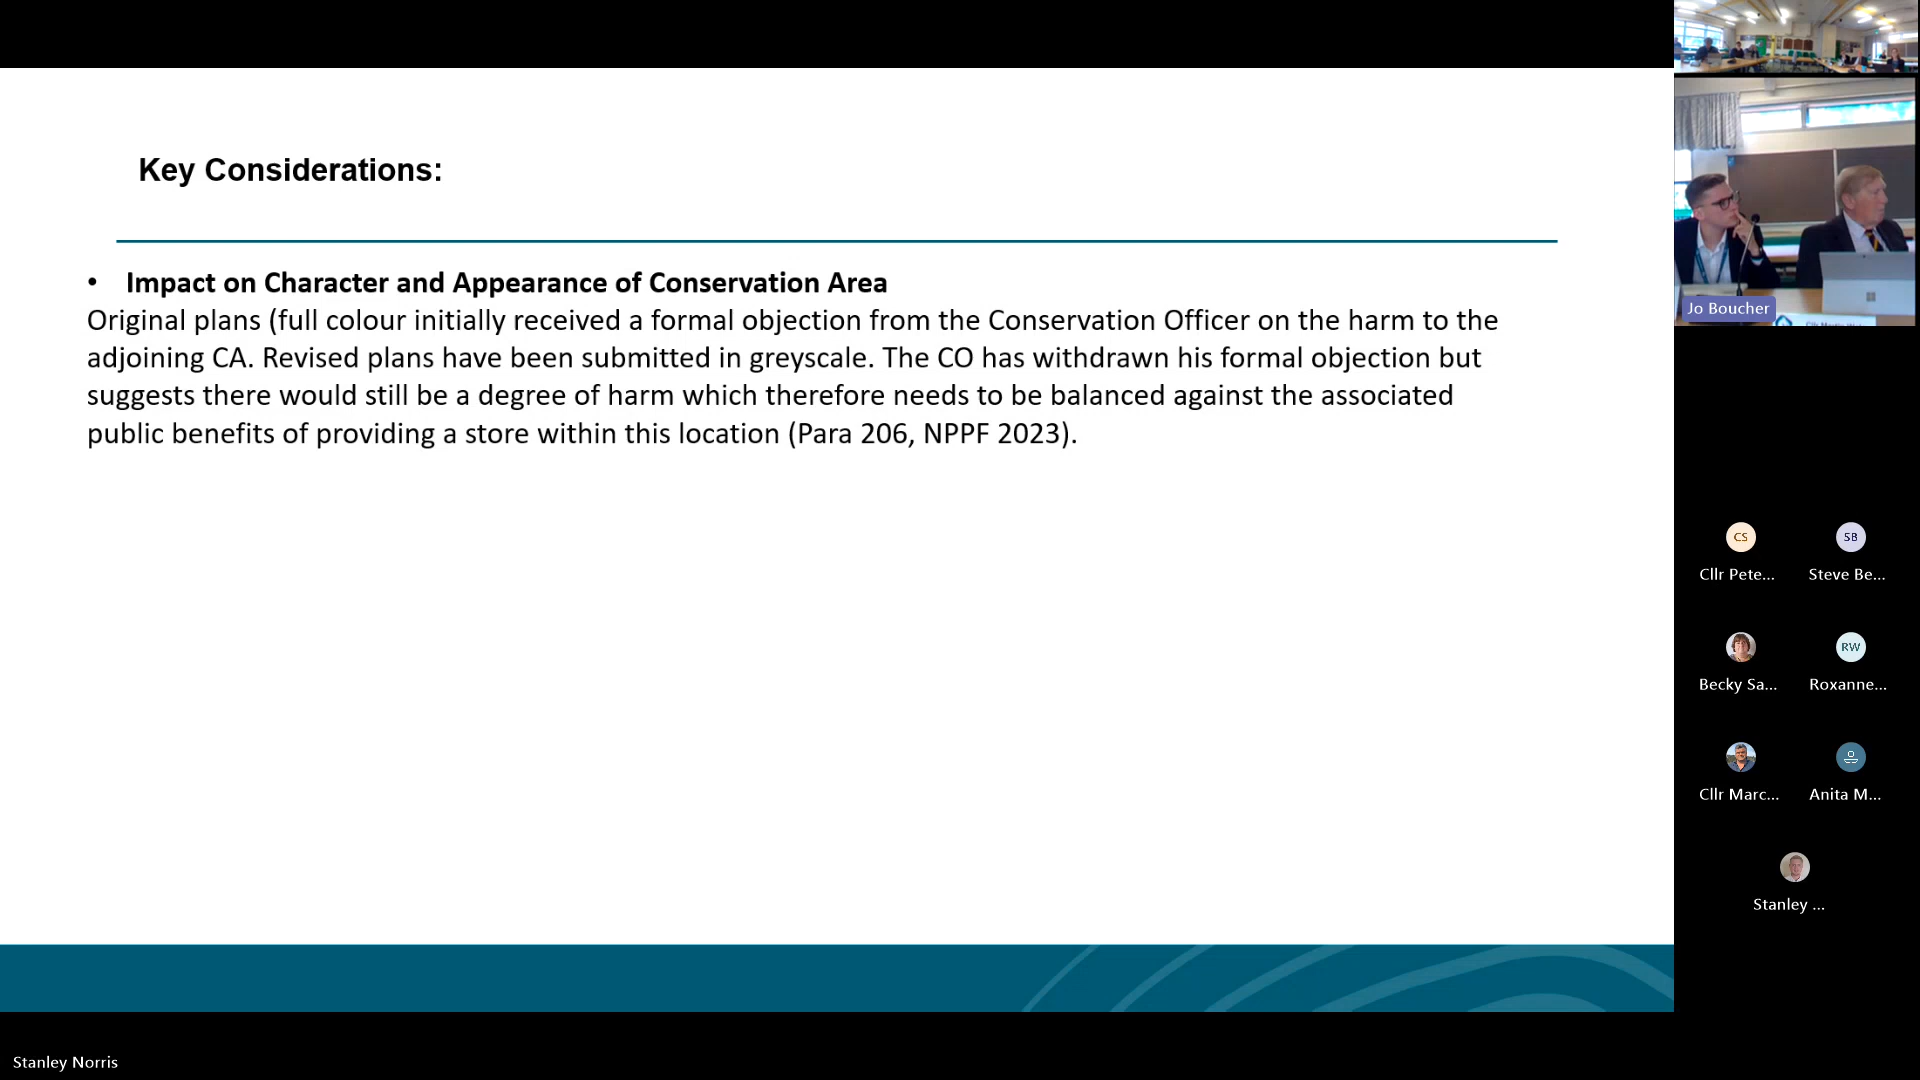 Key Considerations:
• Impact on Character and Appearance of Conservation Area
Original plans (full colour initially received a formal objection from the Conservation Officer on the harm to the
adjoining CA. Revised plans have been submitted in greyscale. The CO has withdrawn his formal objection but
suggests there would still be a degree of harm which therefore needs to be balanced against the associated
public benefits of providing a store within this location (Para 206, NPPF 2023).
Jo Boucher
CS
SB
Cllr Pete...
Steve Be...
RW
Becky Sa...
Roxanne...
Cllr Marc...
Anita M...
Stanley ...
Stanley Norris